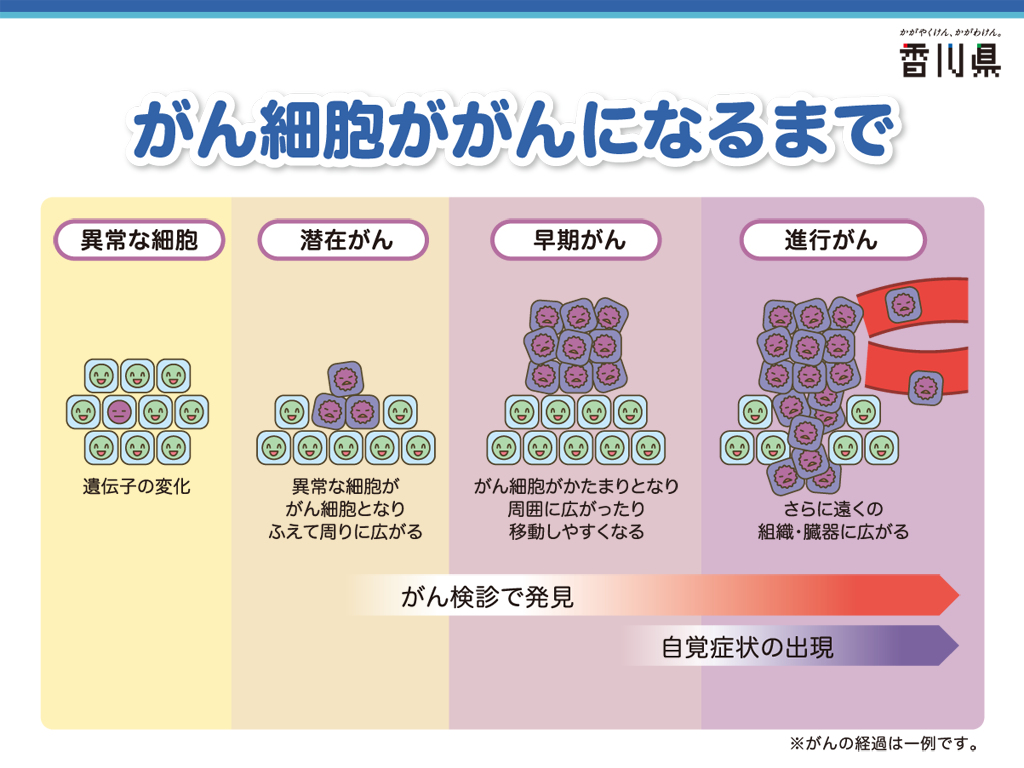 かがやくけん、かがわけん。
香川県
がん細胞ががんになるまで
異常な細胞
潜在がん
早期がん
進行がん
遺伝子の変化
異常な細胞が
がん細胞となり
ふえて周りに広がる
がん細胞がかたまりとなり
周囲に広がったり
移動しやすくなる
さらに遠くの
組織・臓器に広がる
がん検診で発見
自覚症状の出現
※がんの経過は一例です。